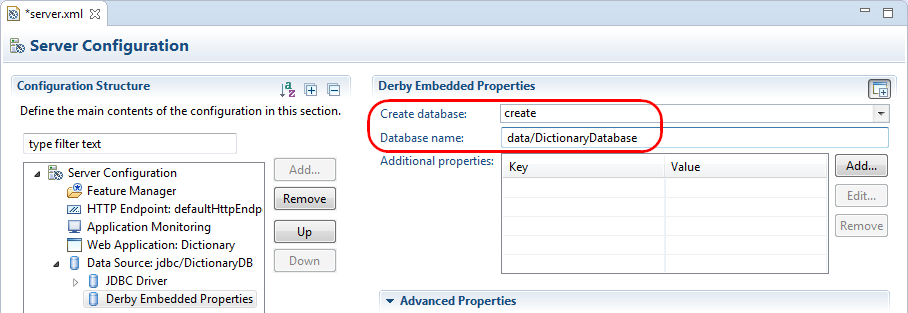 *server.xml
Server Configuration
Configuration Structure
Define the main contents of the configuration in this section.
type filter text
Server Configuration
Feature Manager
HTTP Endpoint: defaultHttpEndp
Application Monitoring
Web Application: Dictionary
Data Source: jdbc/DictionaryDB
JDBC Driver
Derby Embedded Properties
Add...
Remove
Up
Down
Derby Embedded Properties
Create database: create
Database name: data/DictionaryDatabase
Additional properties: Key Value
Add...
Edit...
Remove
Advanced Properties